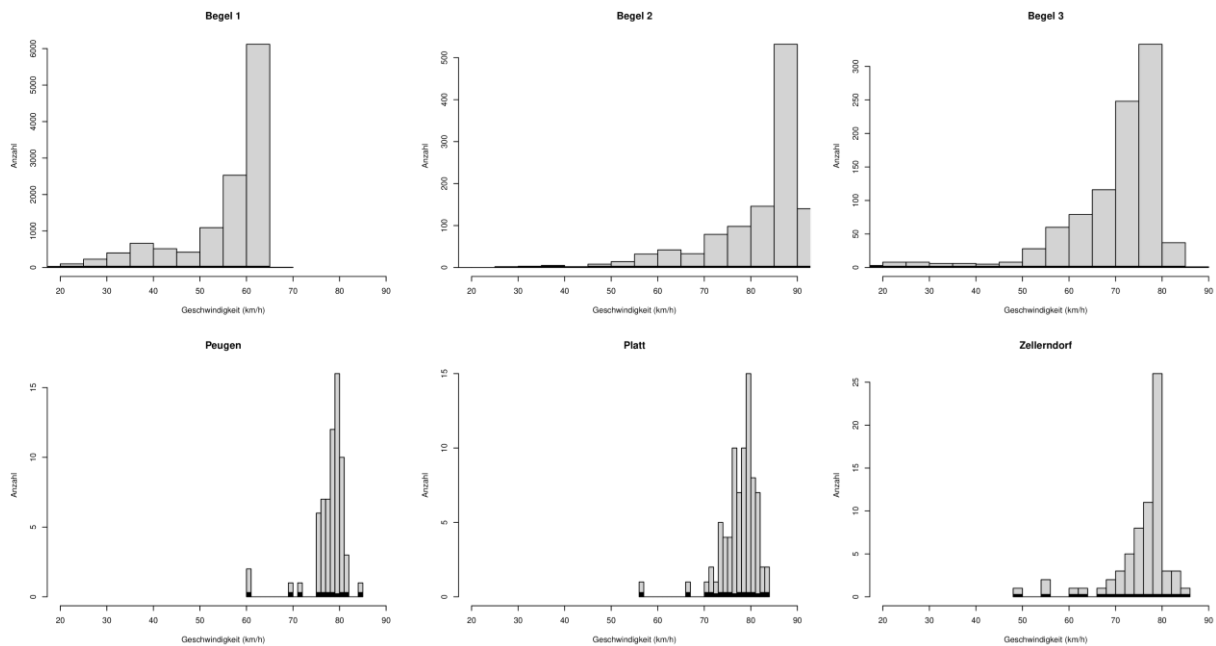 Begel 1
Anzahl
0 1000 2000 3000 4000 5000 6000
20 30 40 50 60 70 80 90
Geschwindigkeit (km/h)
Begel 2
Anzahl
0 100 200 300 400 500
20 30 40 50 60 70 80 90
Geschwindigkeit (km/h)
Begel 3
Anzahl
0 50 100 150 200 250 300
20 30 40 50 60 70 80 90
Geschwindigkeit (km/h)
Peugen
Anzahl
0 5 10 15
20 30 40 50 60 70 80 90
Geschwindigkeit (km/h)
Platt
Anzahl
0 5 10 15
20 30 40 50 60 70 80 90
Geschwindigkeit (km/h)
Zellerndorf
Anzahl
0 5 10 15 20 25
20 30 40 50 60 70 80 90
Geschwindigkeit (km/h)